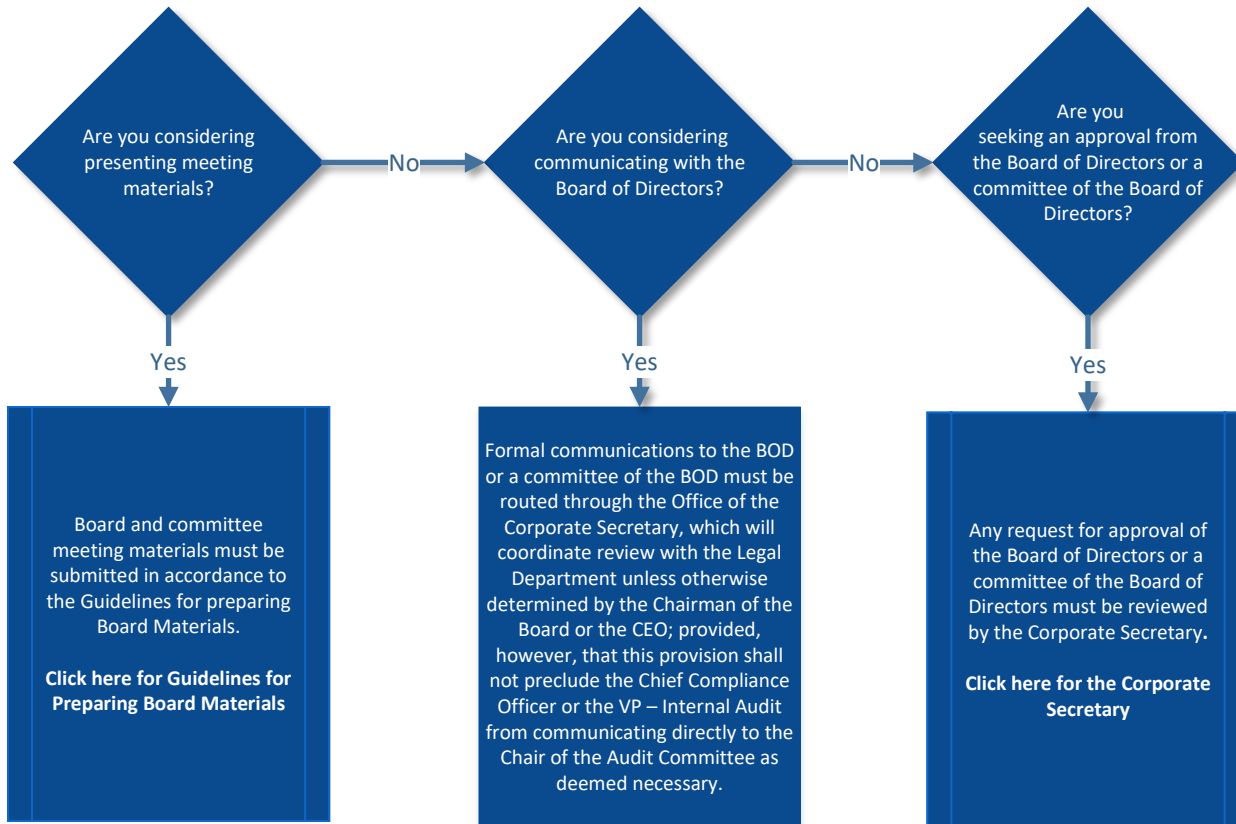 Are you considering
presenting meeting
materials?
No
Are you considering
communicating with the
Board of Directors?
No
Are you
seeking an approval from
the Board of Directors or a
committee of the Board of
Directors?
Yes
Yes
Yes
Board and committee
meeting materials must be
submitted in accordance to
the Guidelines for preparing
Board Materials.
Click here for Guidelines for
Preparing Board Materials
Formal communications to the BOD
or a committee of the BOD must be
routed through the Office of the
Corporate Secretary, which will
coordinate review with the Legal
Department unless otherwise
determined by the Chairman of the
Board or the CEO; provided,
however, that this provision shall
not preclude the Chief Compliance
Officer or the VP – Internal Audit
from communicating directly to the
Chair of the Audit Committee as
deemed necessary.
Any request for approval of
the Board of Directors or a
committee of the Board of
Directors must be reviewed
by the Corporate Secretary.
Click here for the Corporate
Secretary